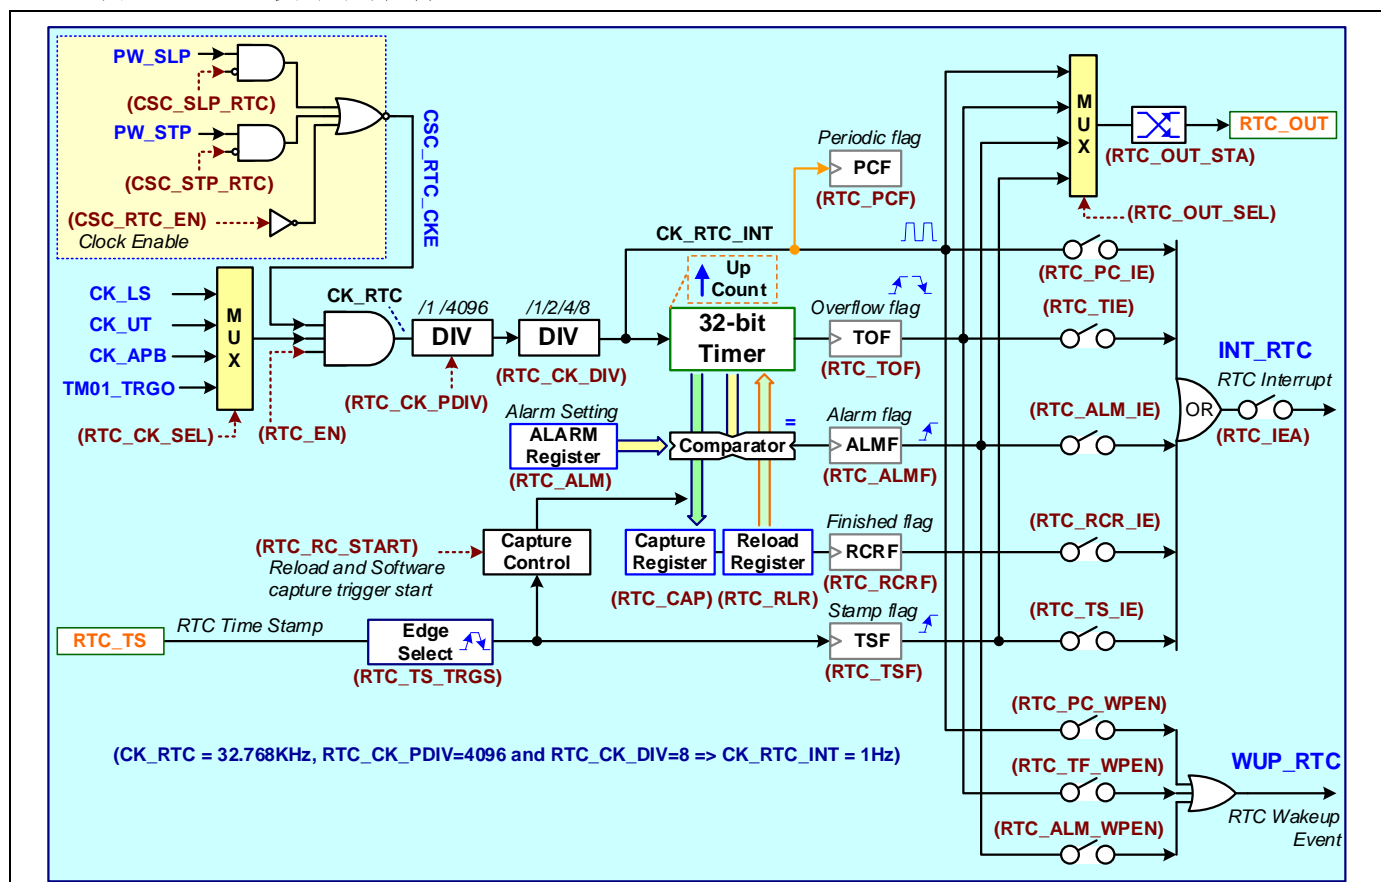 PW_SLP
(CSC_SLP_RTC)
PW_STP
(CSC_STP_RTC)
(CSC_RTC_EN)
Clock Enable
CSC_RTC_CKE
CK_LS
CK_UT
CK_APB
TM01_TRGO
MUX
(RTC_CK_SEL)
(RTC_EN)
CK_RTC
/1 /4096
DIV
(RTC_CK_PDIV)
/1/2/4/8
DIV
(RTC_CK_DIV)
CK_RTC_INT
Up
Count
32-bit
Timer
Periodic flag
PCF
(RTC_PCF)
Overflow flag
TOF
(RTC_TOF)
Alarm Setting
ALARM
Register
(RTC_ALM)
Comparator
=
Alarm flag
ALMF
(RTC_ALMF)
(RTC_RC_START)
Reload and Software
capture trigger start
Capture
Control
Capture
Register
(RTC_CAP)
Reload
Register
(RTC_RLR)
Finished flag
RCRF
(RTC_RCRF)
RTC_TS
RTC Time Stamp
Edge
Select
(RTC_TS_TRGS)
Stamp flag
TSF
(RTC_TSF)
MUX
(RTC_OUT_SEL)
(RTC_OUT_STA)
RTC_OUT
(RTC_PC_IE)
(RTC_TIE)
(RTC_ALM_IE)
(RTC_RCR_IE)
(RTC_TS_IE)
OR
INT_RTC
RTC Interrupt
(RTC_IEA)
(RTC_PC_WPEN)
(RTC_TF_WPEN)
(RTC_ALM_WPEN)
WUP_RTC
RTC Wakeup
Event
(CK_RTC = 32.768KHz, RTC_CK_PDIV=4096 and RTC_CK_DIV=8 => CK_RTC_INT = 1Hz)